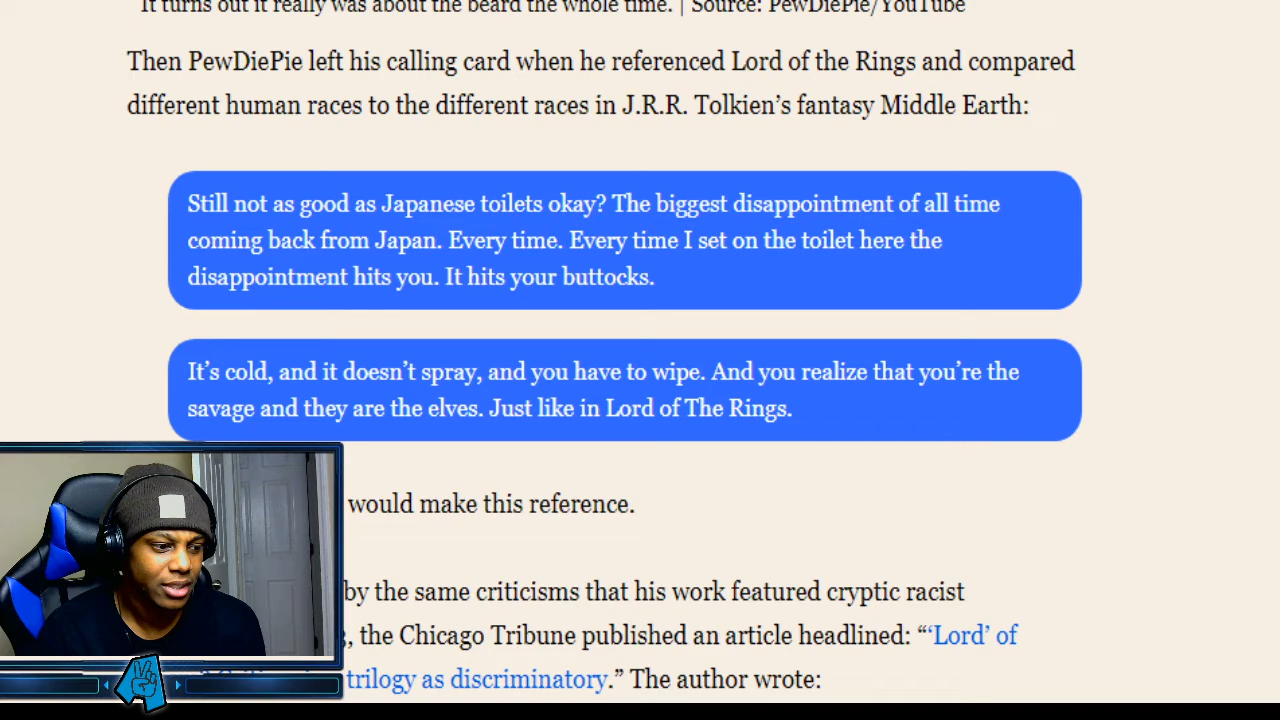 It turns out it really was about the beard the whole time. | Source: PewDiePie/YouTube
Then PewDiePie left his calling card when he referenced Lord of the Rings and compared
different human races to the different races in J.R.R. Tolkien's fantasy Middle Earth:
Still not as good as Japanese toilets okay? The biggest disappointment of all time
coming back from Japan. Every time. Every time I set on the toilet here the
disappointment hits you. It hits your buttocks.
It's cold, and it doesn't spray, and you have to wipe. And you realize that you're the
savage and they are the elves. Just like in Lord of The Rings.
would make this reference.
by the same criticisms that his work featured cryptic racist
, the Chicago Tribune published an article headlined: “‘Lord’ of
trilogy as discriminatory.” The author wrote: